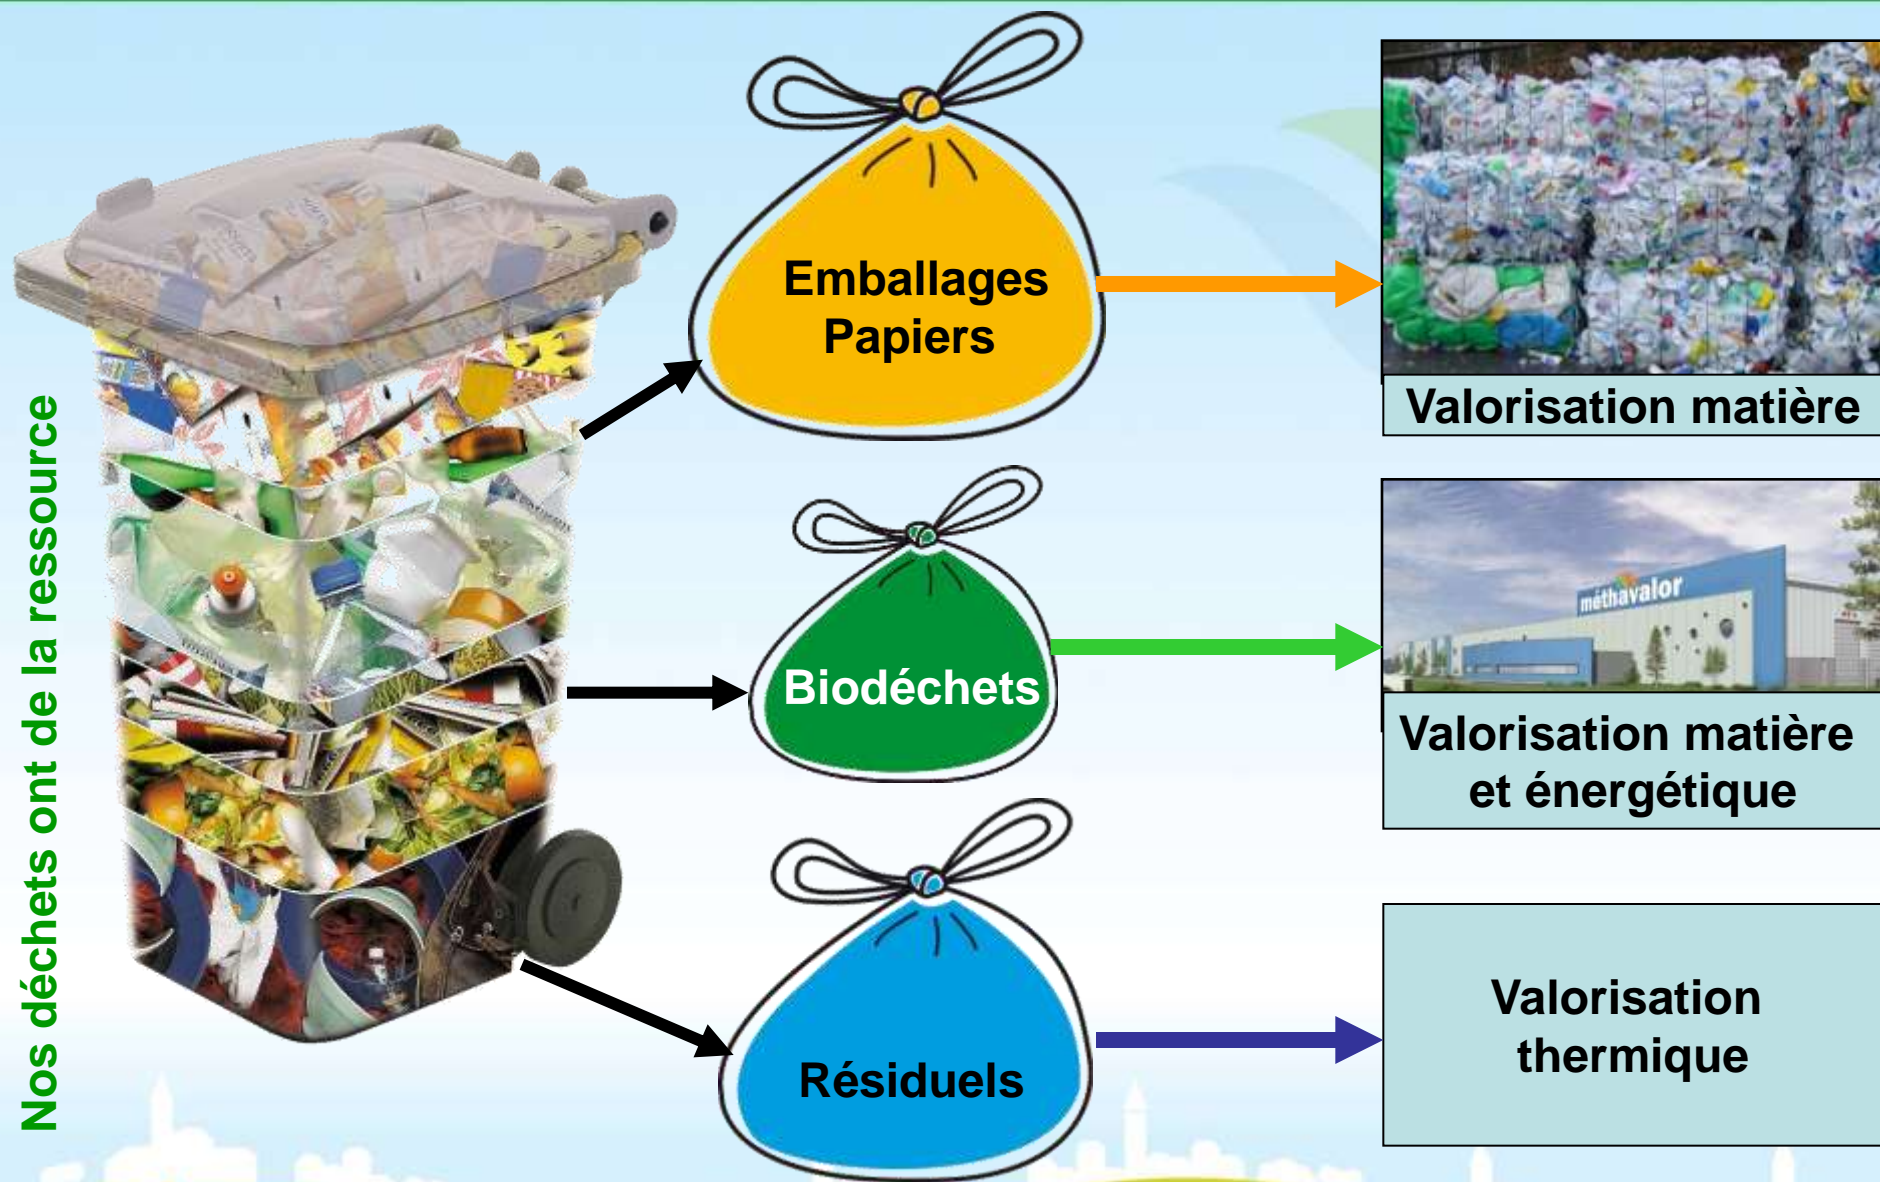 Nos déchets ont de la ressource
Emballages
Papiers
Valorisation matière
Biodéchets
méthavalor
Valorisation matière
et énergétique
Résiduels
Valorisation
thermique